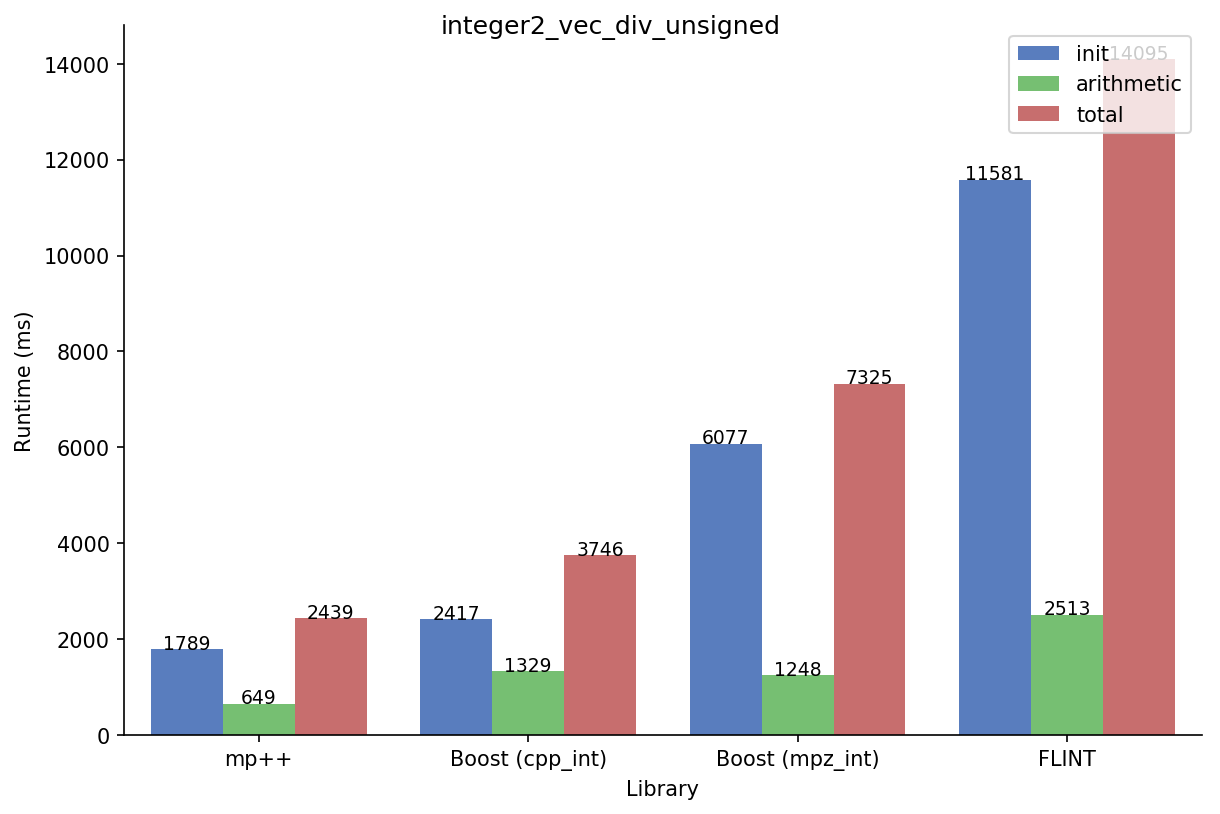 integer2_vec_div_unsigned
init
arithmetic
total
14095
14000
12000
10000
8000
6000
4000
2000
0
Runtime (ms)
1789
649
2439
2417
1329
3746
6077
1248
7325
11581
2513
mp++
Boost (cpp_int)
Boost (mpz_int)
FLINT
Library